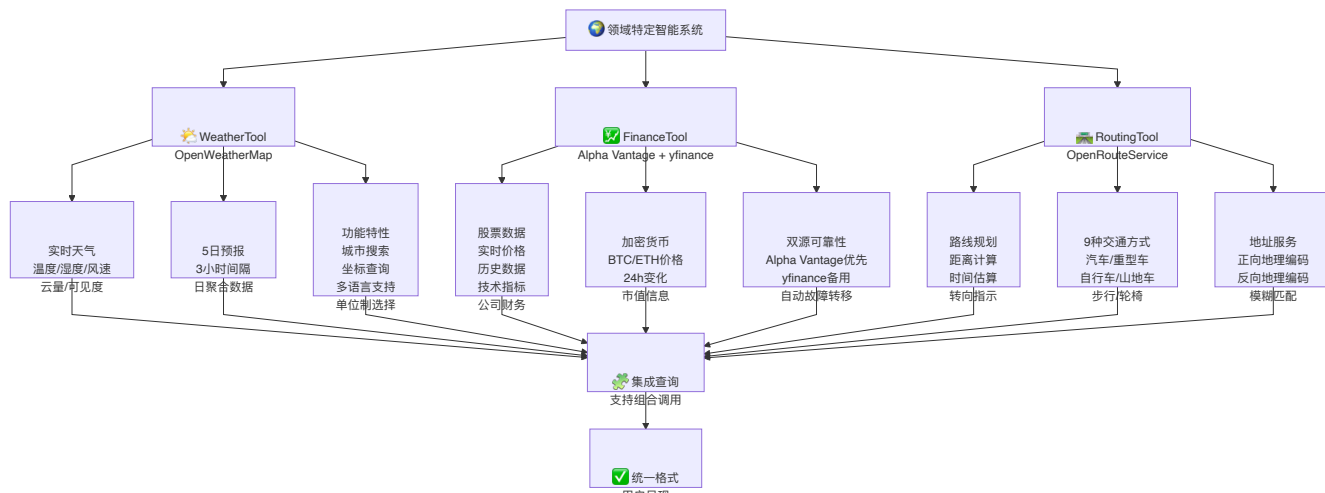 🌍 领域特定智能系统
🌤️ WeatherTool
OpenWeatherMap
💹 FinanceTool
Alpha Vantage + yfinance
🛣️ RoutingTool
OpenRouteService
实时天气
温度/湿度/风速
云量/可见度
5日预报
3小时间隔
日聚合数据
功能特性
城市搜索
坐标查询
多语言支持
单位制选择
股票数据
实时价格
历史数据
技术指标
公司财务
加密货币
BTC/ETH价格
24h变化
市值信息
双源可靠性
Alpha Vantage优先
yfinance备用
自动故障转移
路线规划
距离计算
时间估算
转向指示
9种交通方式
汽车/重型车
自行车/山地车
步行/轮椅
地址服务
正向地理编码
反向地理编码
模糊匹配
🧩 集成查询
支持组合调用
✅ 统一格式